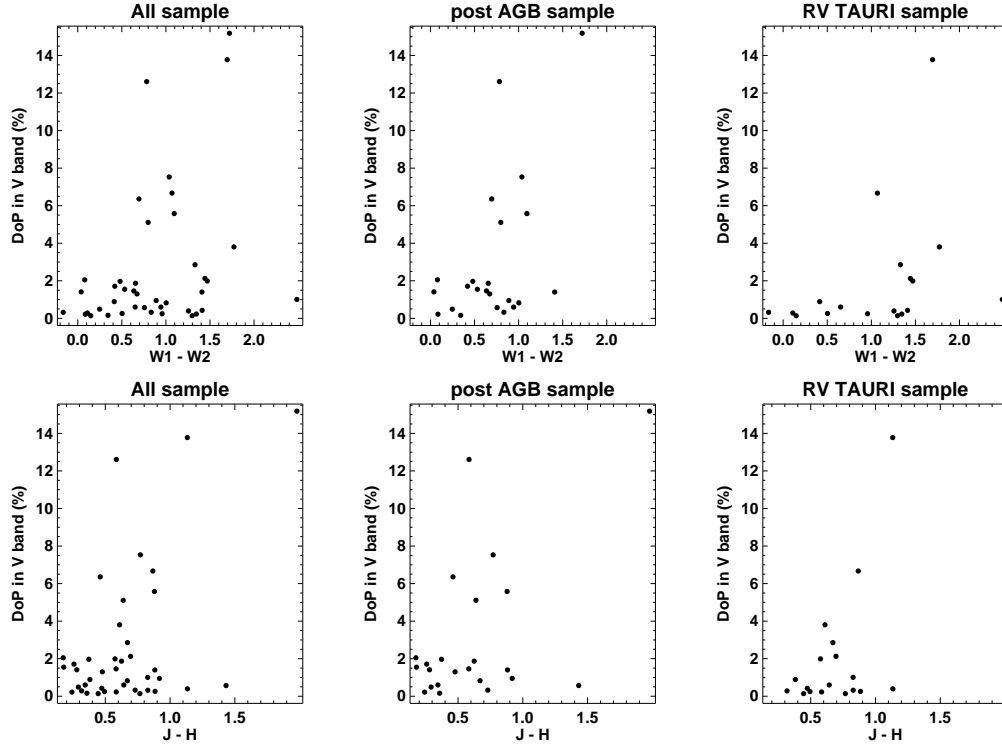 All sample
post AGB sample
RV TAURI sample
DoP in V band (%)
14
12
10
8
6
4
2
0
0.0 0.5 1.0 1.5 2.0
W1 - W2
DoP in V band (%)
14
12
10
8
6
4
2
0
0.0 0.5 1.0 1.5 2.0
W1 - W2
DoP in V band (%)
14
12
10
8
6
4
2
0
0.0 0.5 1.0 1.5 2.0
W1 - W2
All sample
post AGB sample
RV TAURI sample
DoP in V band (%)
14
12
10
8
6
4
2
0
0.5 1.0 1.5
J - H
DoP in V band (%)
14
12
10
8
6
4
2
0
0.5 1.0 1.5
J - H
DoP in V band (%)
14
12
10
8
6
4
2
0
0.5 1.0 1.5
J - H